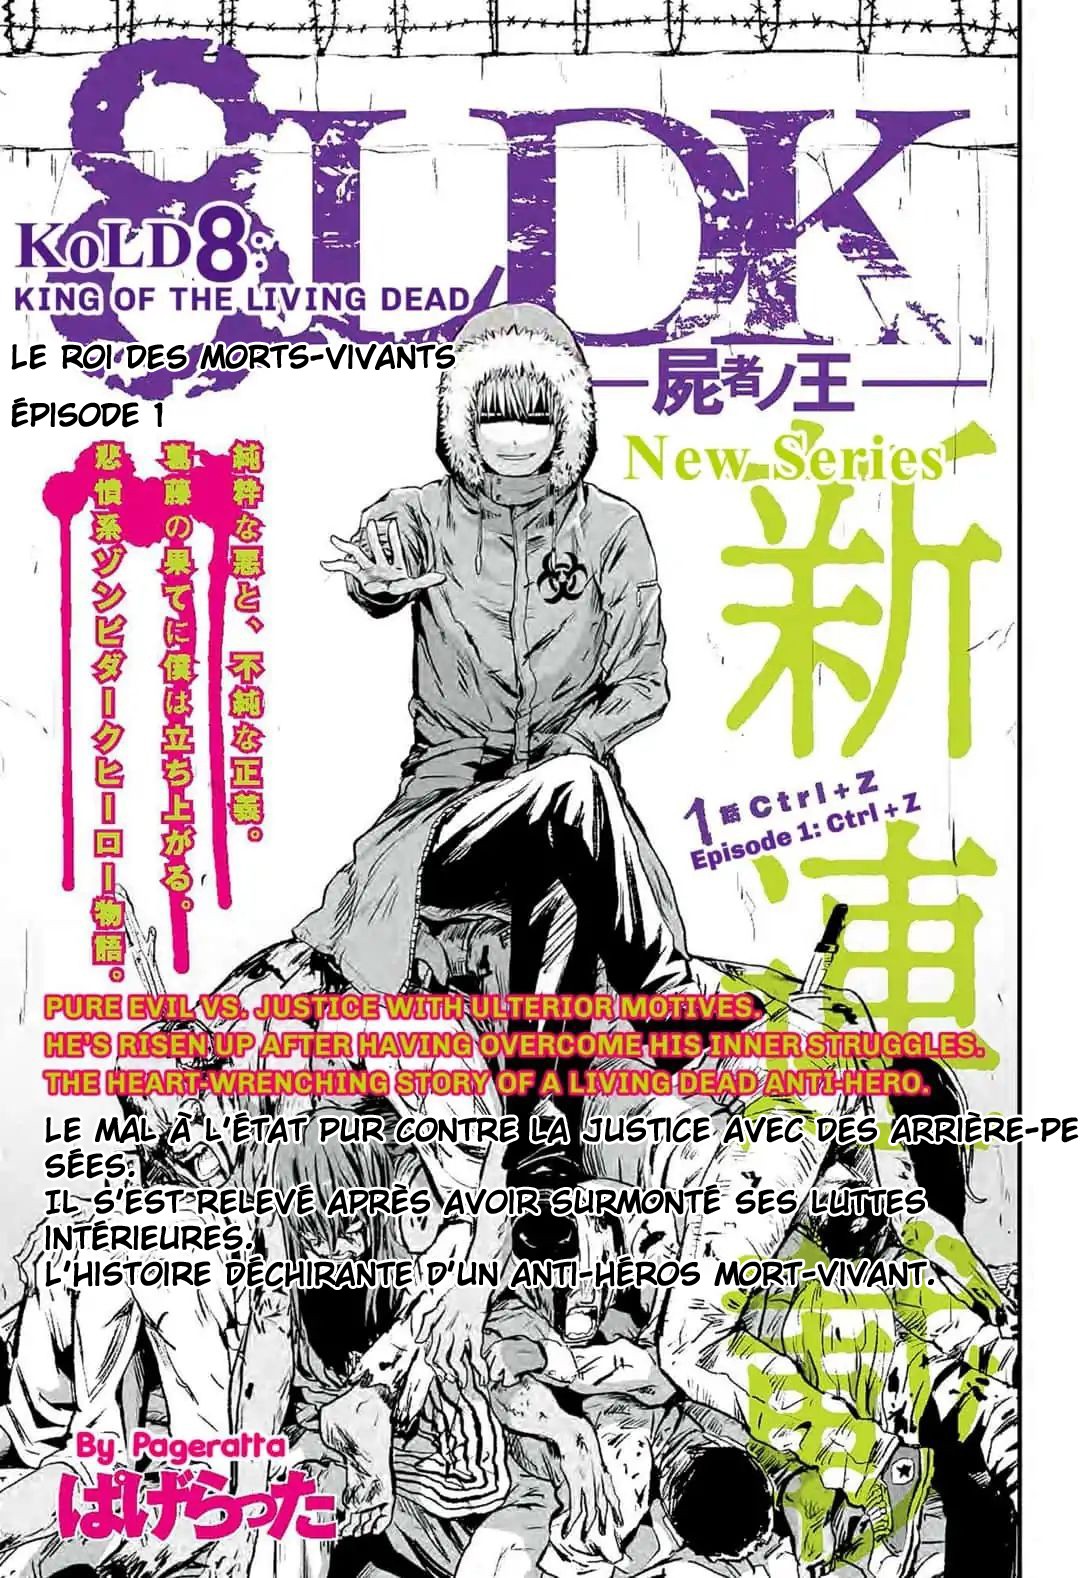 8LDK
KoLD8:
KING OF THE LIVING DEAD
LE ROI DES MORTS-VIVANTS
ÉPISODE 1
—屍者ノ王—
New Series
新連載
純粋な悪と、不純な正義。
葛藤の果てに僕は立ち上がる。
悲憤系ゾンビダークヒーロー物語。
1話 Ctrl+Z
Episode 1: Ctrl+Z
PURE EVIL VS. JUSTICE WITH ULTERIOR MOTIVES.
HE'S RISEN UP AFTER HAVING OVERCOME HIS INNER STRUGGLES.
THE HEART-WRENCHING STORY OF A LIVING DEAD ANTI-HERO.
LE MAL À L'ÉTAT PUR CONTRE LA JUSTICE AVEC DES ARRIÈRE-PE
SÉES.
IL S'EST RELEVÉ APRÈS AVOIR SURMONTÉ SES LUTTES
INTÉRIEURES.
L'HISTOIRE DÉCHIRANTE D'UN ANTI-HÉROS MORT-VIVANT.
By Pageratta
ぱげらった